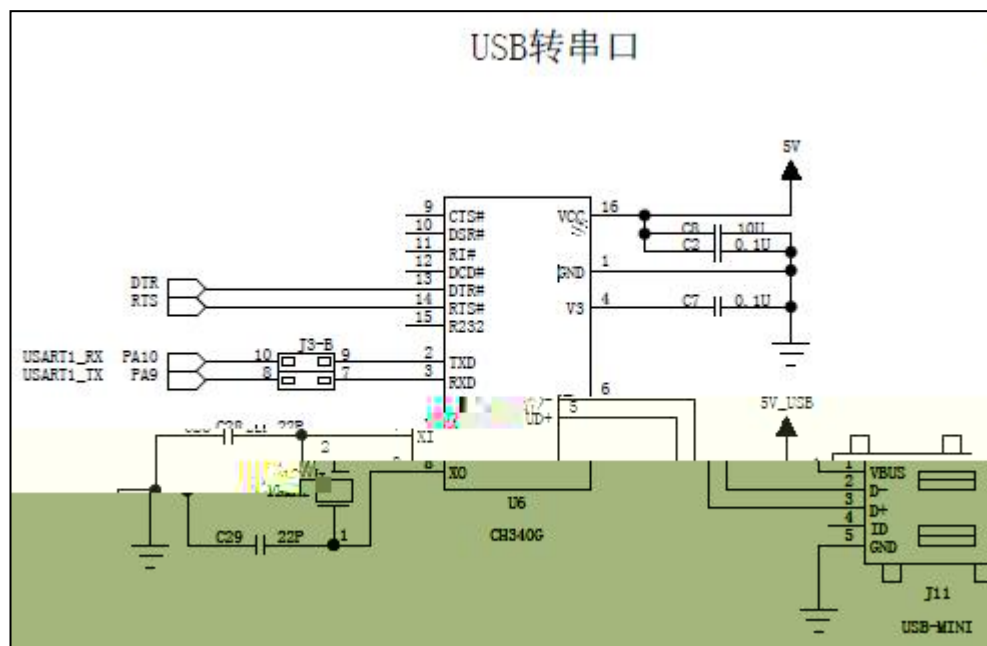 USB转串口
5V
9 CTS#
10 DSR#
11 RI#
12 DCD#
13 DTR#
14 RTS#
15 R232
VCC 16
C8 10U
C2 0.1U
GND 1
V3 4 C7 0.1U
DTR
RTS
J3-B
USART1_RX PA10 10 9 2 TXD
USART1_TX PA9 8 7 3 RXD
6
UD+ 5
5V_USB
C28 22P
XI
2
8 XO
1 VBUS
2 D-
3 D+
4 ID
5 GND
C29 22P 1
U6
CH340G
J11
USB-MINI